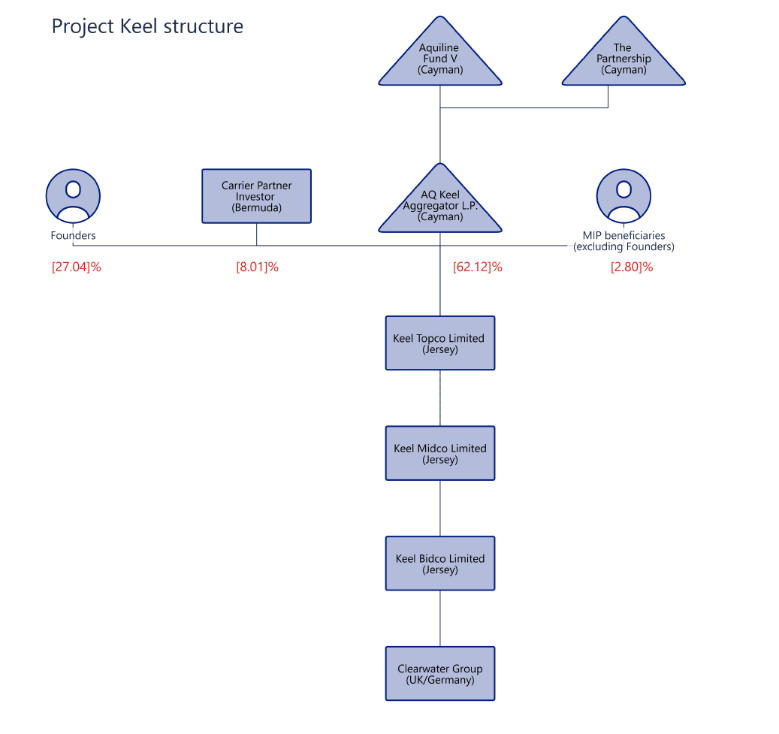 Project Keel structure
Aquiline
Fund V
(Cayman)
The
Partnership
(Cayman)
Carrier Partner
Investor
(Bermuda)
AQ Keel
Aggregator L.P.
(Cayman)
Founders
MIP beneficiaries
(excluding Founders)
[27.04]%
[8.01]%
[62.12]%
[2.80]%
Keel Topco Limited
(Jersey)
Keel Midco Limited
(Jersey)
Keel Bidco Limited
(Jersey)
Clearwater Group
(UK/Germany)